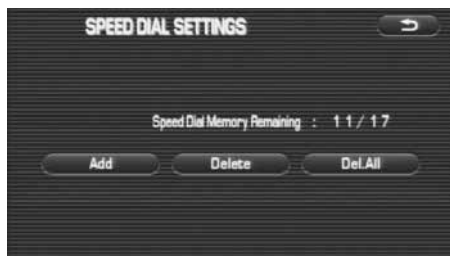 SPEED DIAL SETTINGS
Speed Dial Memory Remaining : 11/17
Add Delete Del.All